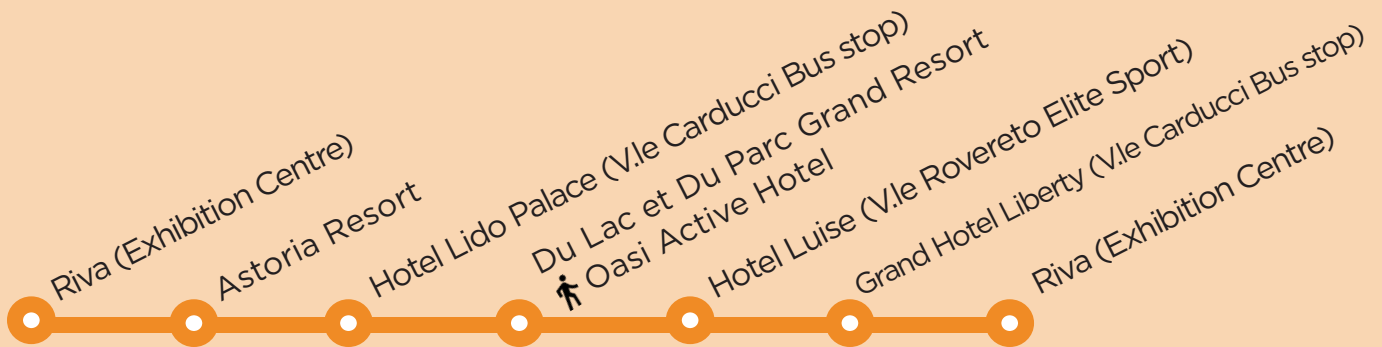 Riva (Exhibition Centre)
Astoria Resort
Hotel Lido Palace (V.le Carducci Bus stop)
Du Lac et Du Parc Grand Resort
Oasi Active Hotel
Hotel Luise (V.le Rovereto Elite Sport)
Grand Hotel Liberty (V.le Carducci Bus stop)
Riva (Exhibition Centre)